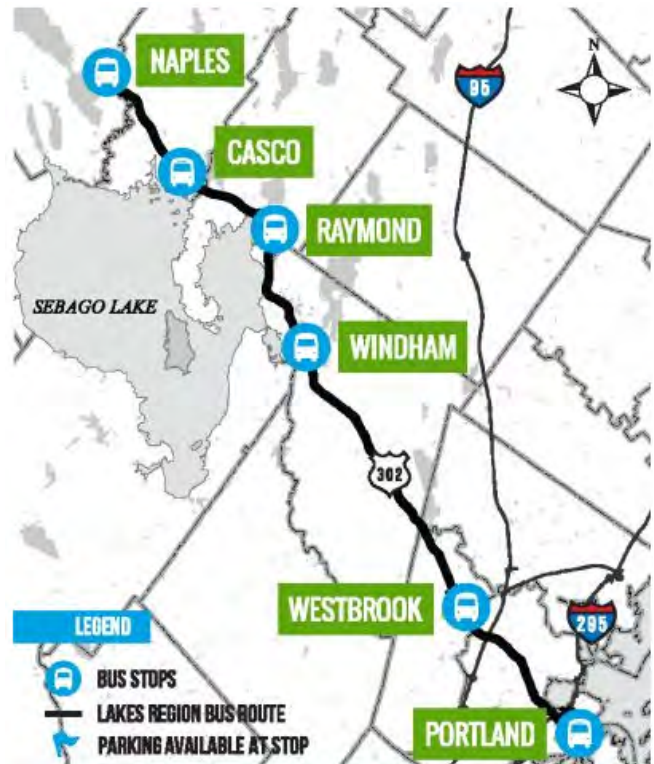 NAPLES
N
95
CASCO
RAYMOND
SEBAGO LAKE
WINDHAM
302
WESTBROOK
295
LEGEND
BUS STOPS
LAKES REGION BUS ROUTE
PARKING AVAILABLE AT STOP
PORTLAND